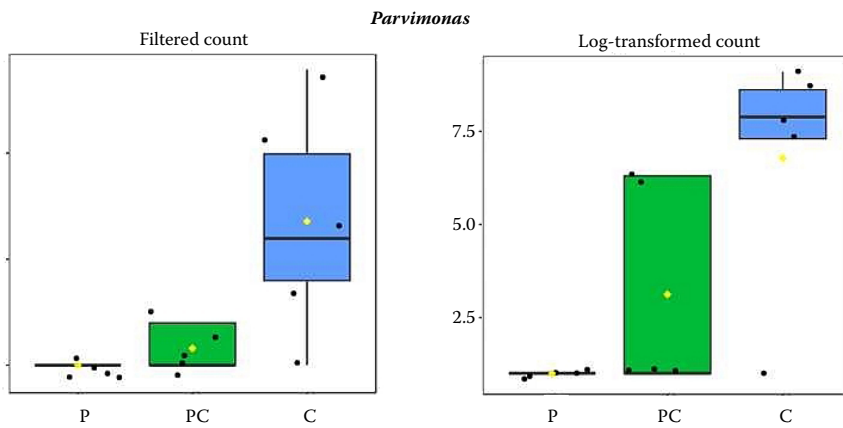 Parvimonas
Filtered count
Log-transformed count
7.5
5.0
2.5
P PC C
P PC C